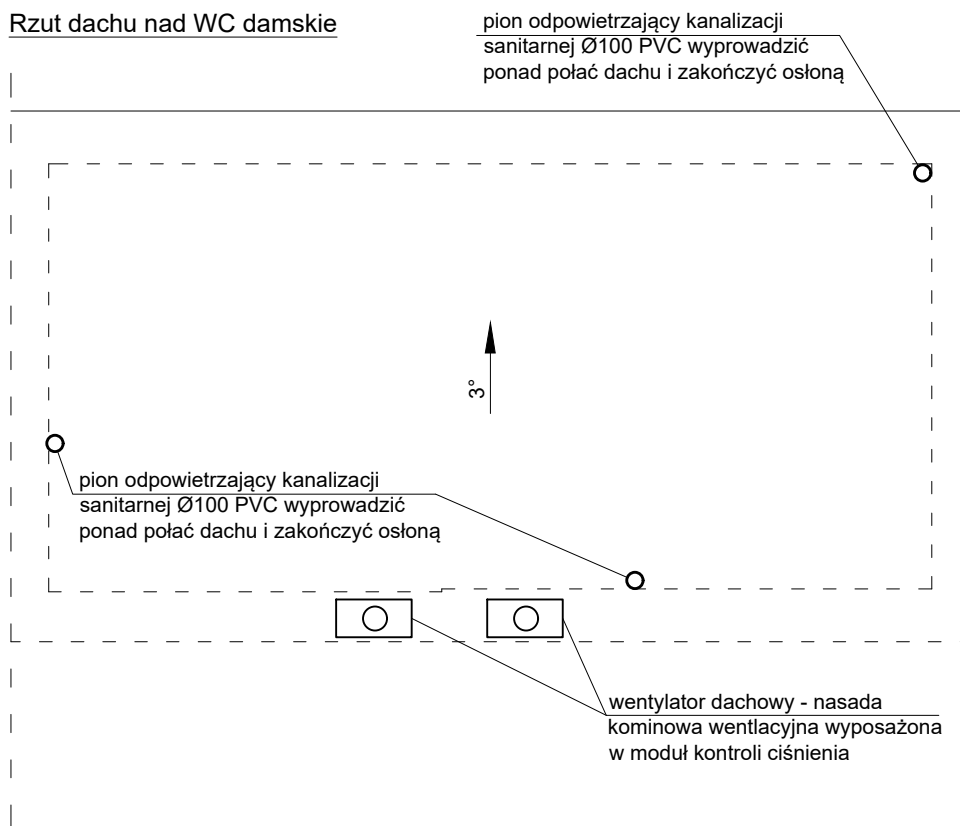 Rzut dachu nad WC damskie
pion odpowietrzający kanalizacji
sanitarnej Ø100 PVC wyprowadzić
ponad połać dachu i zakończyć osłoną
3°
pion odpowietrzający kanalizacji
sanitarnej Ø100 PVC wyprowadzić
ponad połać dachu i zakończyć osłoną
wentylator dachowy - nasada
kominowa wentlacyjna wyposażona
w moduł kontroli ciśnienia